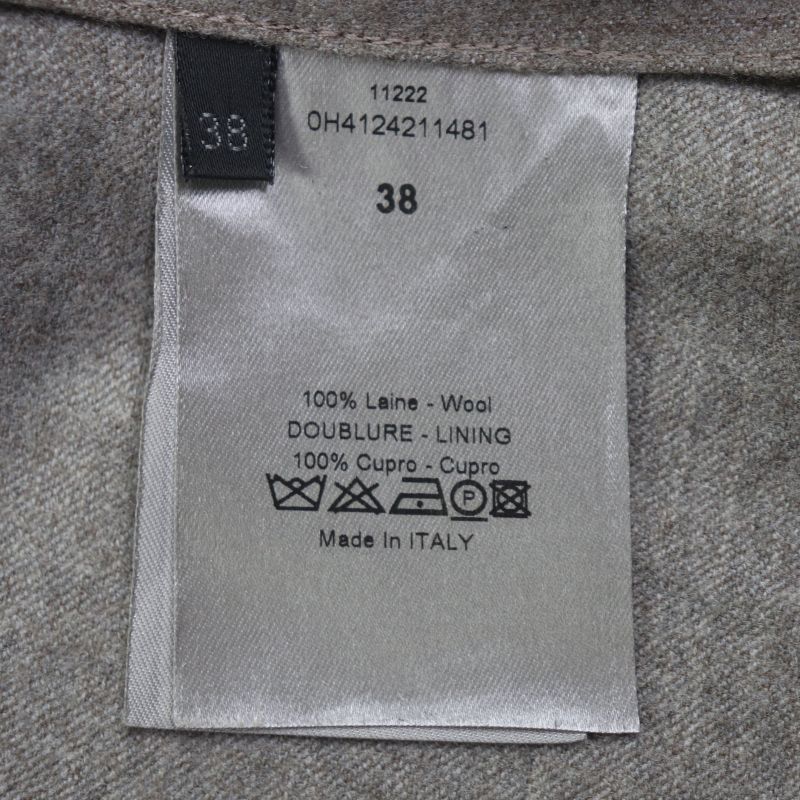 38
11222
0H4124211481
38
100% Laine - Wool
DOUBLURE - LINING
100% Cupro - Cupro
P
Made In ITALY